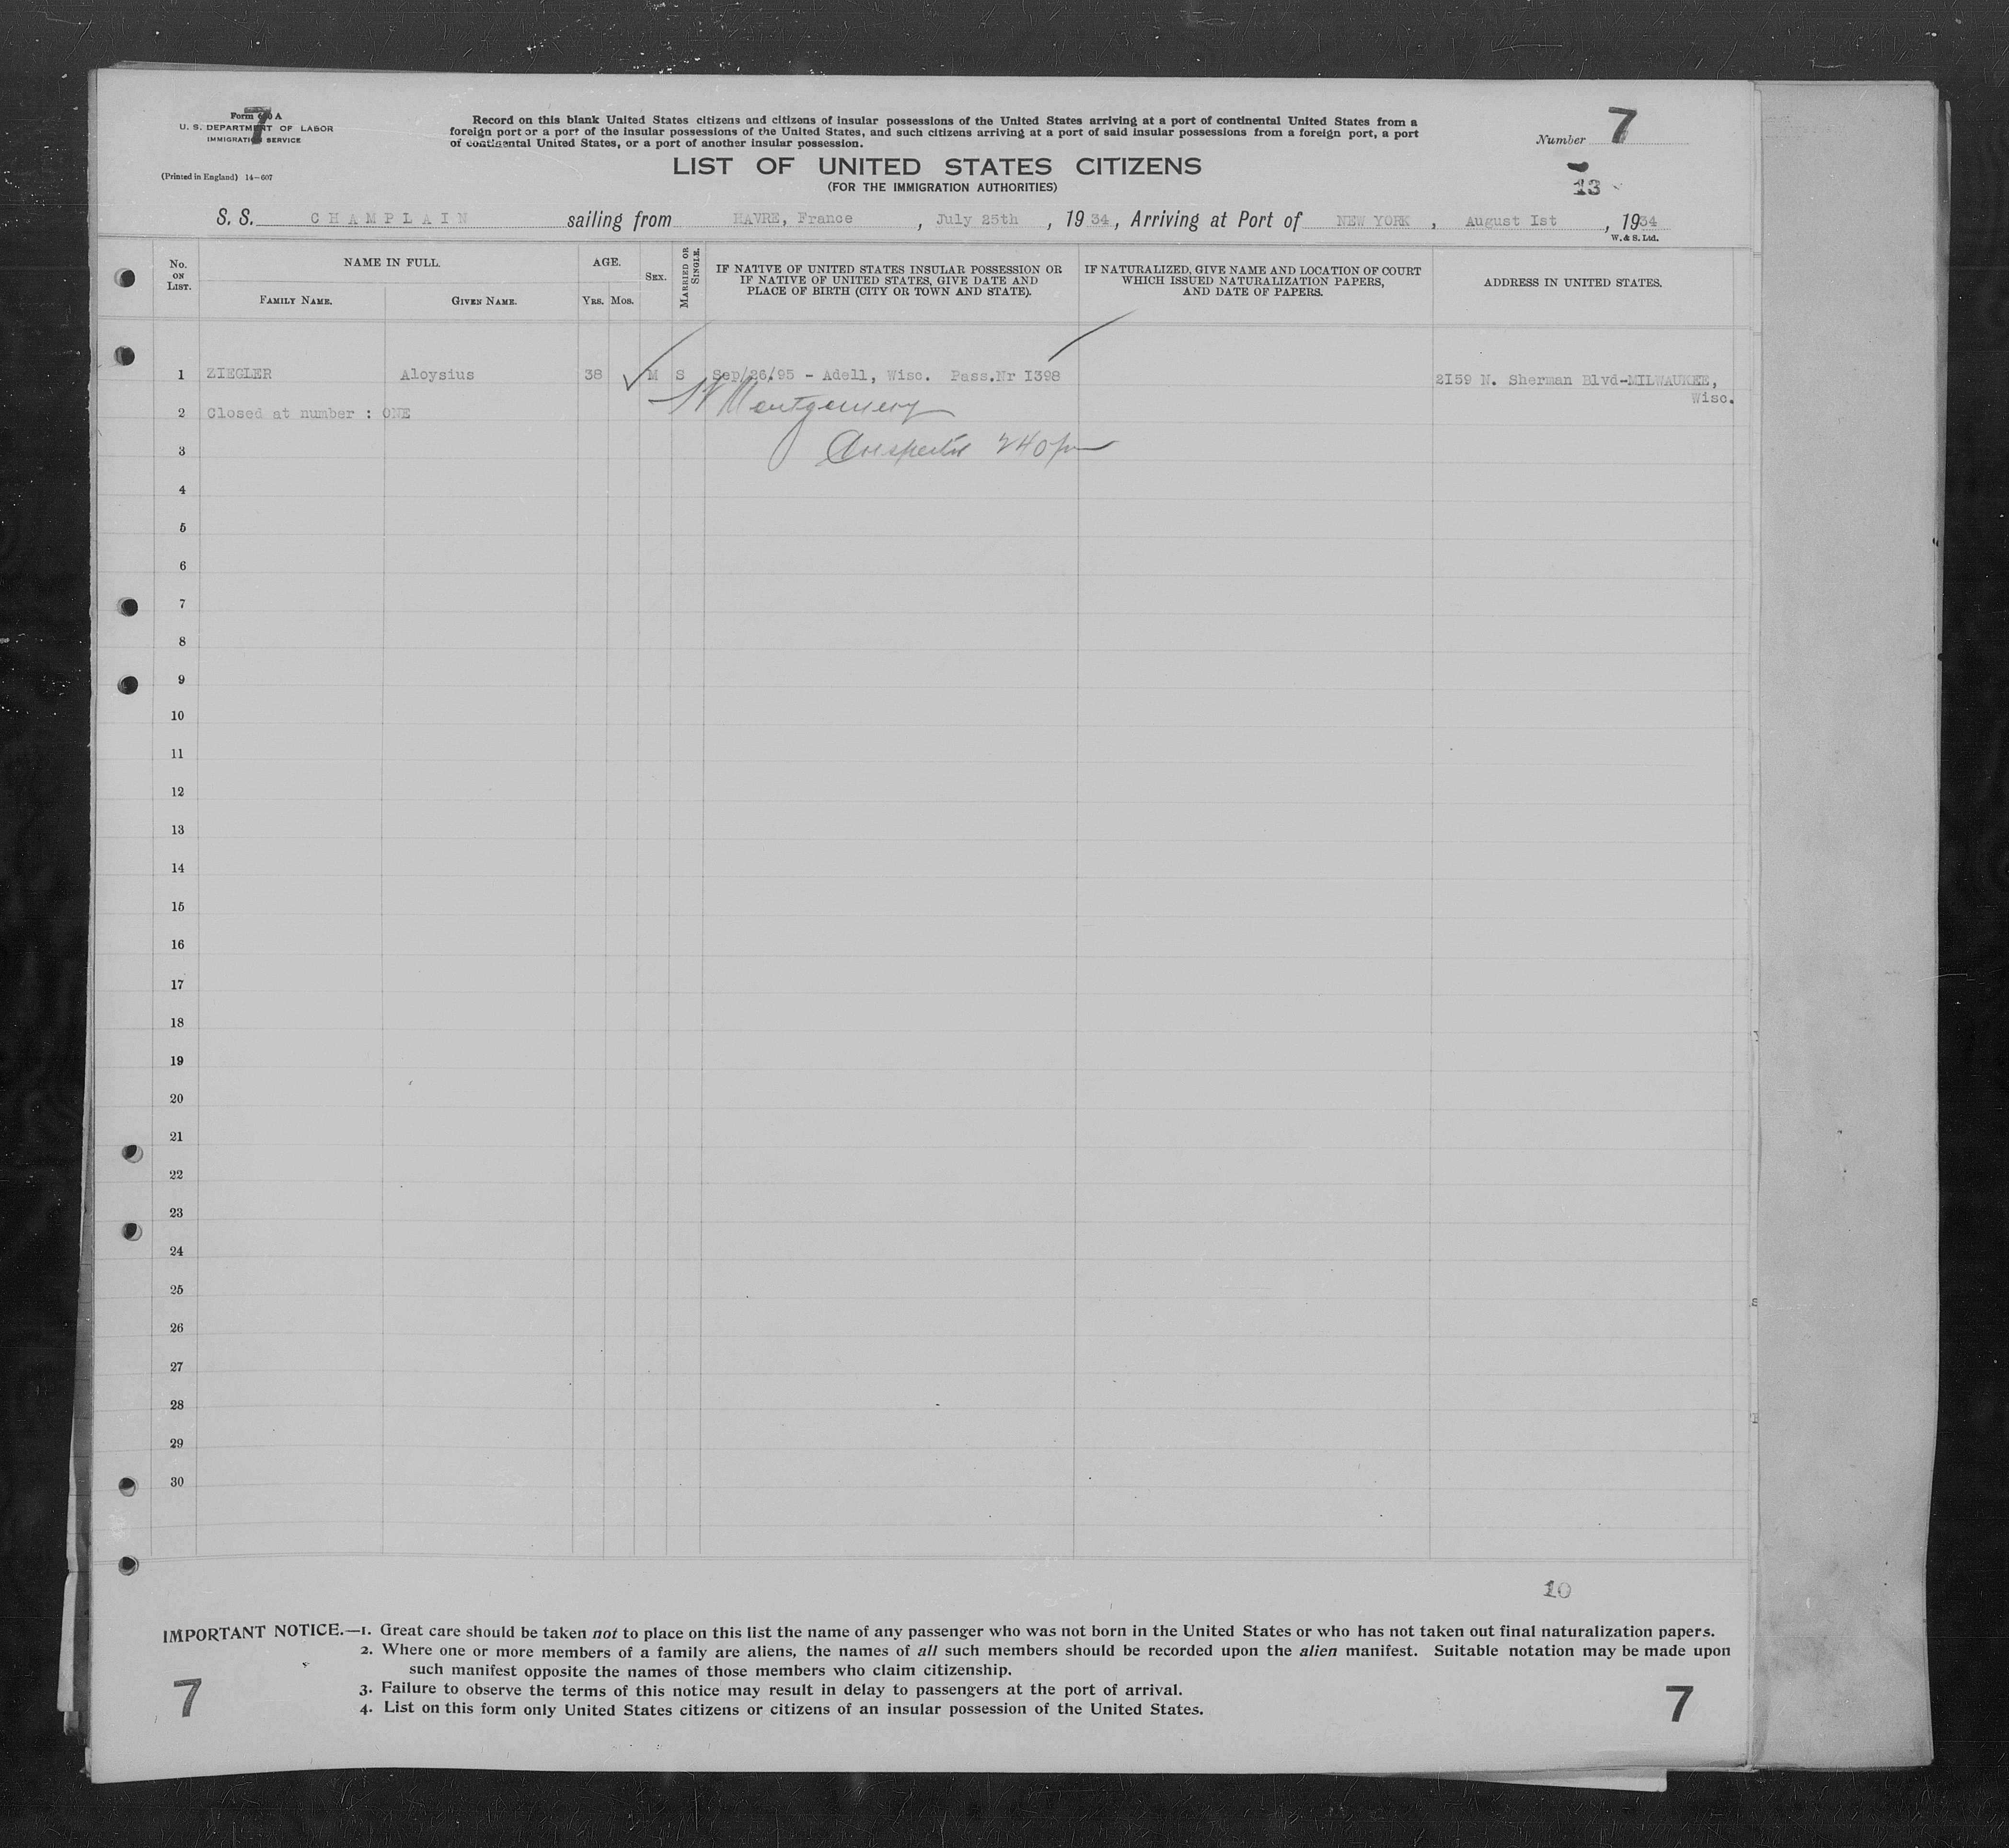 Form 630 A
U. S. DEPARTMENT OF LABOR
IMMIGRATION SERVICE
(Printed in England) 14-607
7
Record on this blank United States citizens and citizens of insular possessions of the United States arriving at a port of continental United States from a
foreign port or a port of the insular possessions of the United States, and such citizens arriving at a port of said insular possessions from a foreign port, a port
of continental United States, or a port of another insular possession.
LIST OF UNITED STATES CITIZENS
(FOR THE IMMIGRATION AUTHORITIES)
Number 7
13
S. S. CHAMPLAIN sailing from HAVRE, France, July 25th, 1934, Arriving at Port of NEW YORK, August Ist, 1934
W. & S. Ltd.
No. ON LIST.
NAME IN FULL.
FAMILY NAME.
GIVEN NAME.
AGE.
YRS. MOS.
SEX.
MARRIED OR SINGLE.
IF NATIVE OF UNITED STATES INSULAR POSSESSION OR
IF NATIVE OF UNITED STATES, GIVE DATE AND
PLACE OF BIRTH (CITY OR TOWN AND STATE).
IF NATURALIZED, GIVE NAME AND LOCATION OF COURT
WHICH ISSUED NATURALIZATION PAPERS,
AND DATE OF PAPERS.
ADDRESS IN UNITED STATES.
1 ZIEGLER Aloysius 38 M S Sep/26/95 - Adell, Wisc. Pass.Nr I398 2I59 N. Sherman Blvd-MILWAUKEE,
Wisc.
2 Closed at number : ONE
Montgomery
3
240 pm
4
5
6
7
8
9
10
11
12
13
14
15
16
17
18
19
20
21
22
23
24
25
26
27
28
29
30
10
IMPORTANT NOTICE.—1. Great care should be taken not to place on this list the name of any passenger who was not born in the United States or who has not taken out final naturalization papers.
2. Where one or more members of a family are aliens, the names of all such members should be recorded upon the alien manifest. Suitable notation may be made upon
such manifest opposite the names of those members who claim citizenship.
3. Failure to observe the terms of this notice may result in delay to passengers at the port of arrival.
4. List on this form only United States citizens or citizens of an insular possession of the United States.
7
7